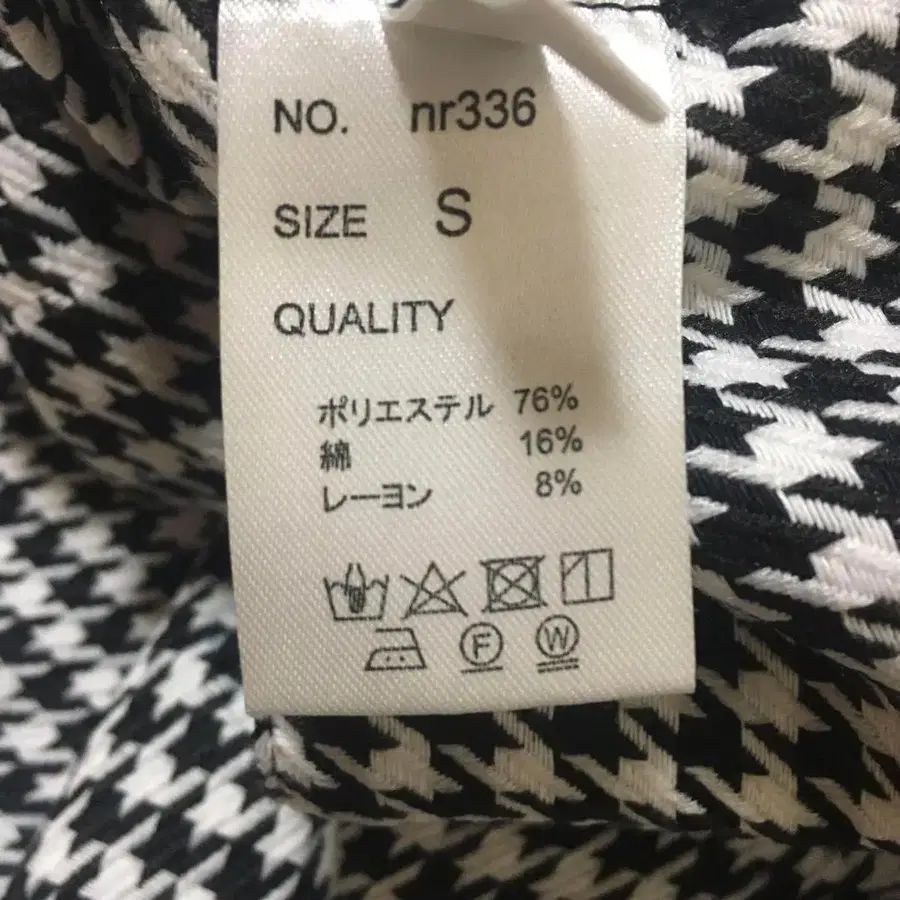 NO. nr336
SIZE S
QUALITY
ポリエステル 76%
綿 16%
レーヨン 8%
F W